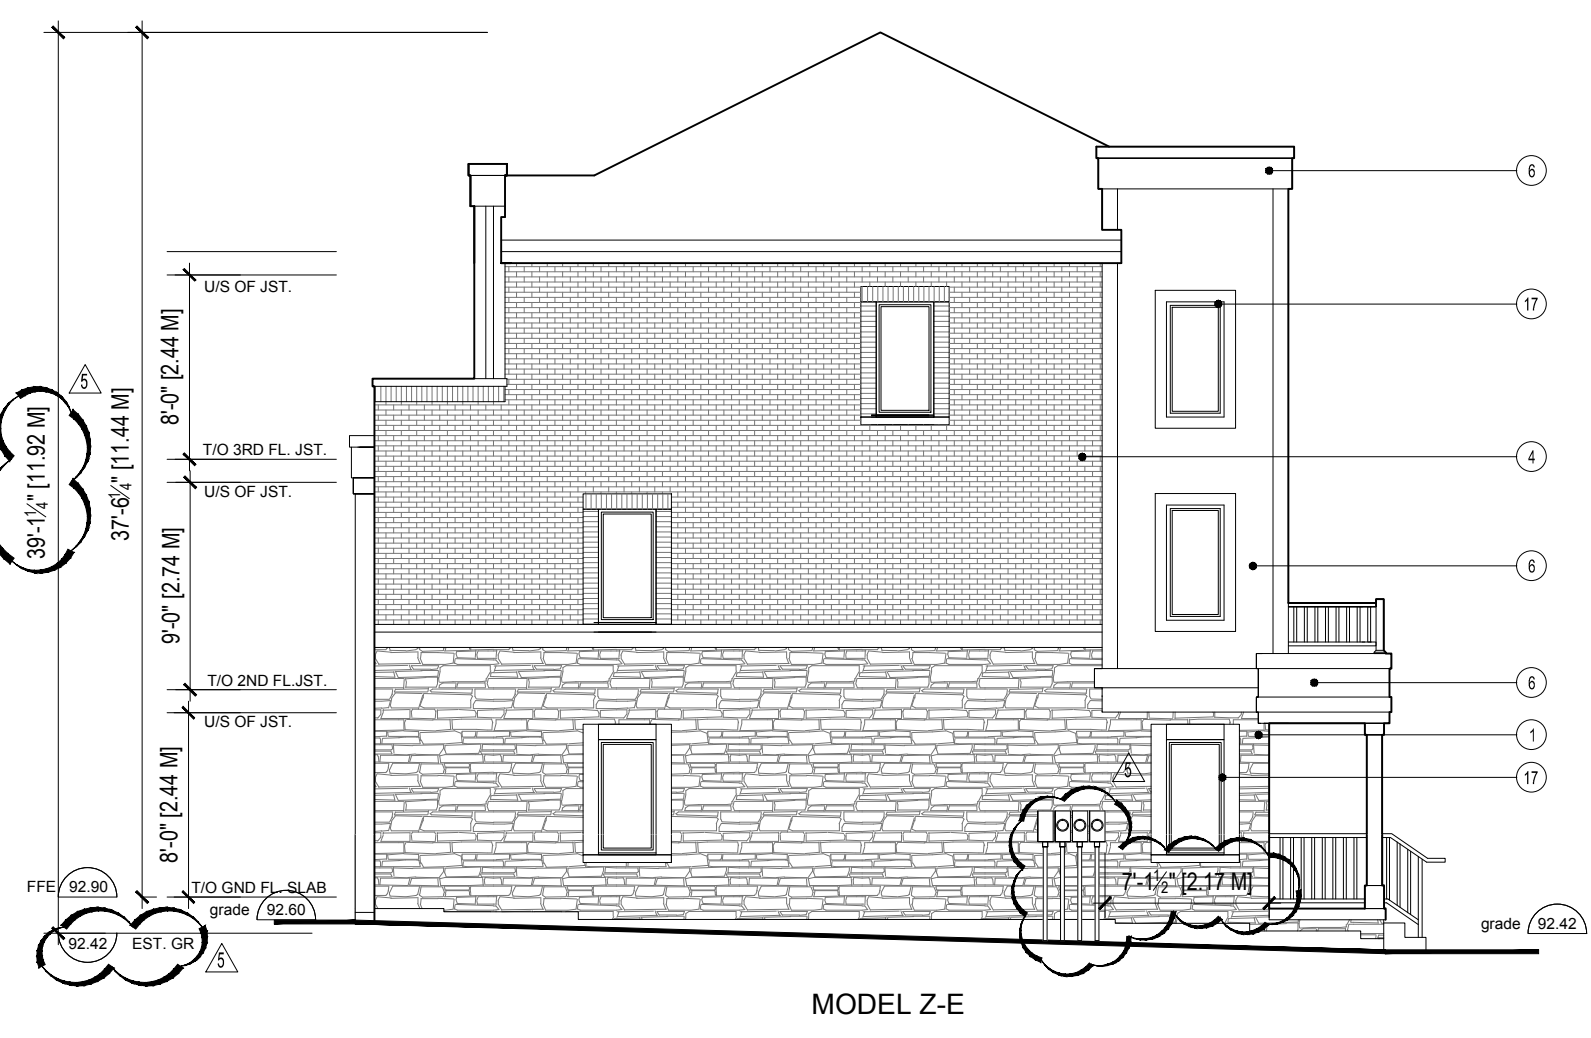 6
U/S OF JST.
17
8'-0" [2.44 M]
5
39'-1¼" [11.92 M]
37'-6¼" [11.44 M]
T/O 3RD FL. JST.
4
U/S OF JST.
9'-0" [2.74 M]
6
T/O 2ND FL.JST.
6
U/S OF JST.
1
5
17
8'-0" [2.44 M]
7'-1½" [2.17 M]
FFE 92.90
T/O GND FL. SLAB
grade 92.60
grade 92.42
92.42 EST. GR
5
MODEL Z-E